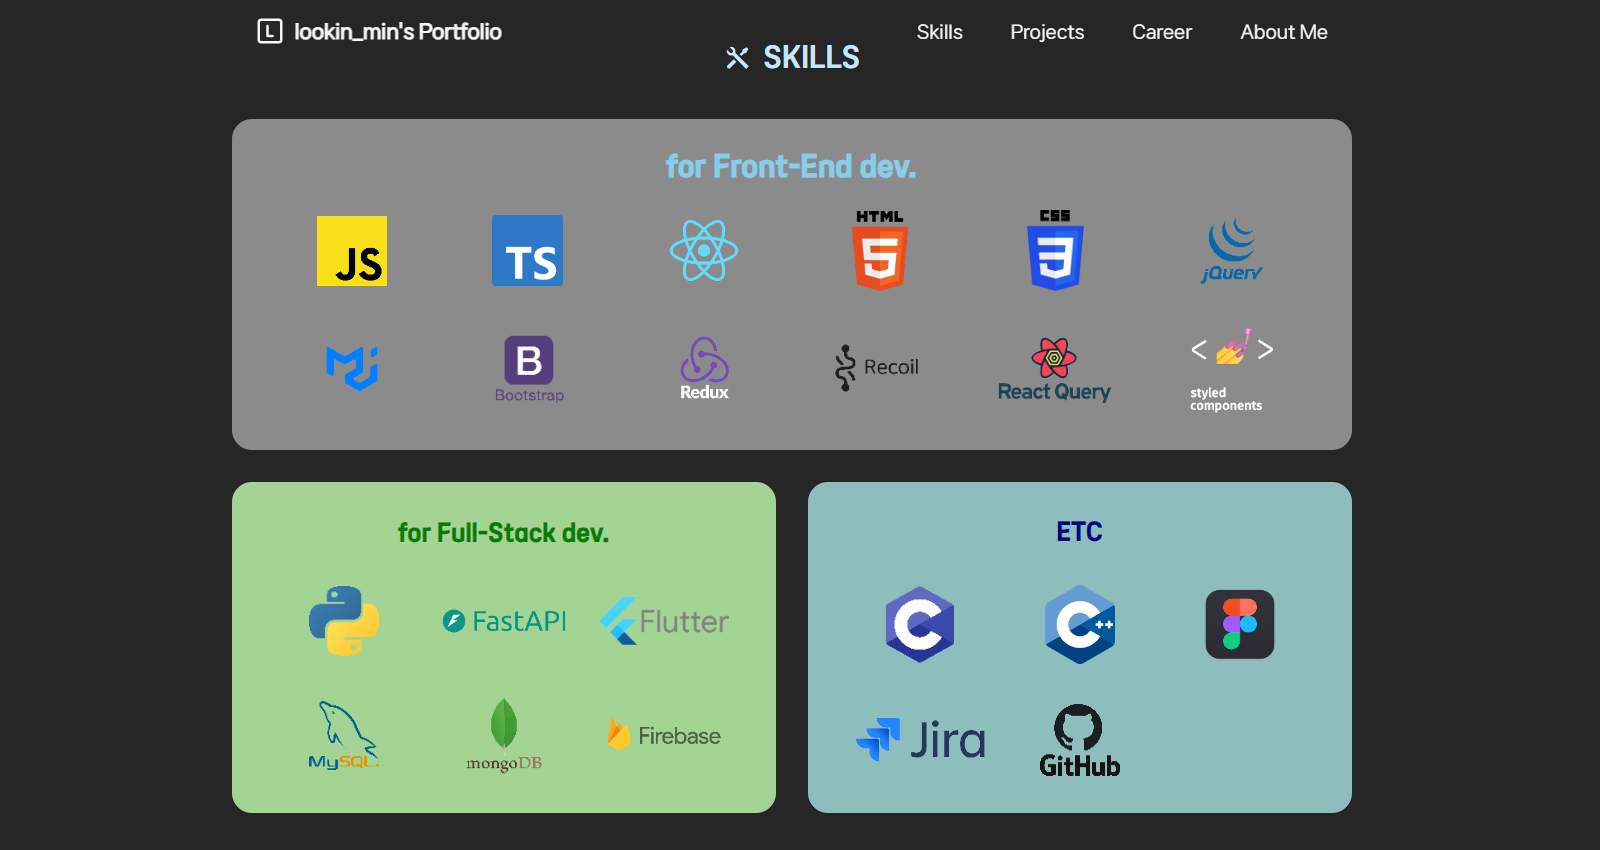 L lookin_min's Portfolio
Skills Projects Career About Me
SKILLS
for Front-End dev.
JS
TS
HTML
5
CSS
3
jQuery
B
Bootstrap
Redux
Recoil
React Query
< >
styled
components
for Full-Stack dev.
FastAPI
Flutter
MySQL
mongoDB
Firebase
ETC
C
C++
Jira
GitHub